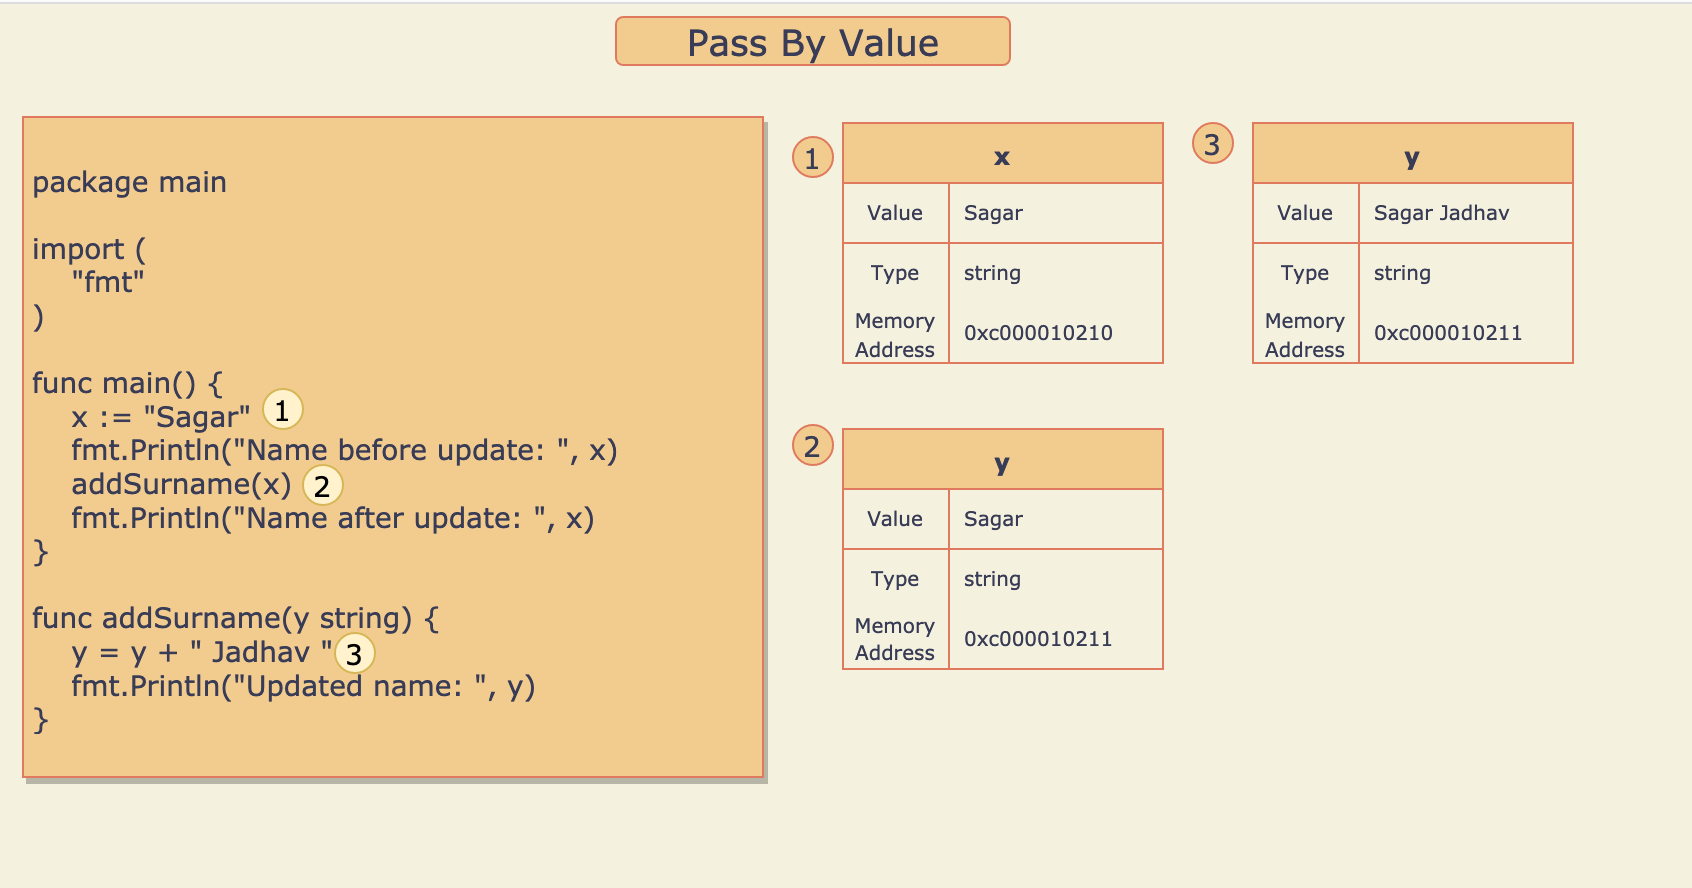 Pass By Value
package main
import (
"fmt"
)
func main() {
x := "Sagar" 1
fmt.Println("Name before update: ", x)
addSurname(x) 2
fmt.Println("Name after update: ", x)
}
func addSurname(y string) {
y = y + " Jadhav " 3
fmt.Println("Updated name: ", y)
}
1
x
Value Sagar
Type string
Memory
Address 0xc000010210
2
y
Value Sagar
Type string
Memory
Address 0xc000010211
3
y
Value Sagar Jadhav
Type string
Memory
Address 0xc000010211